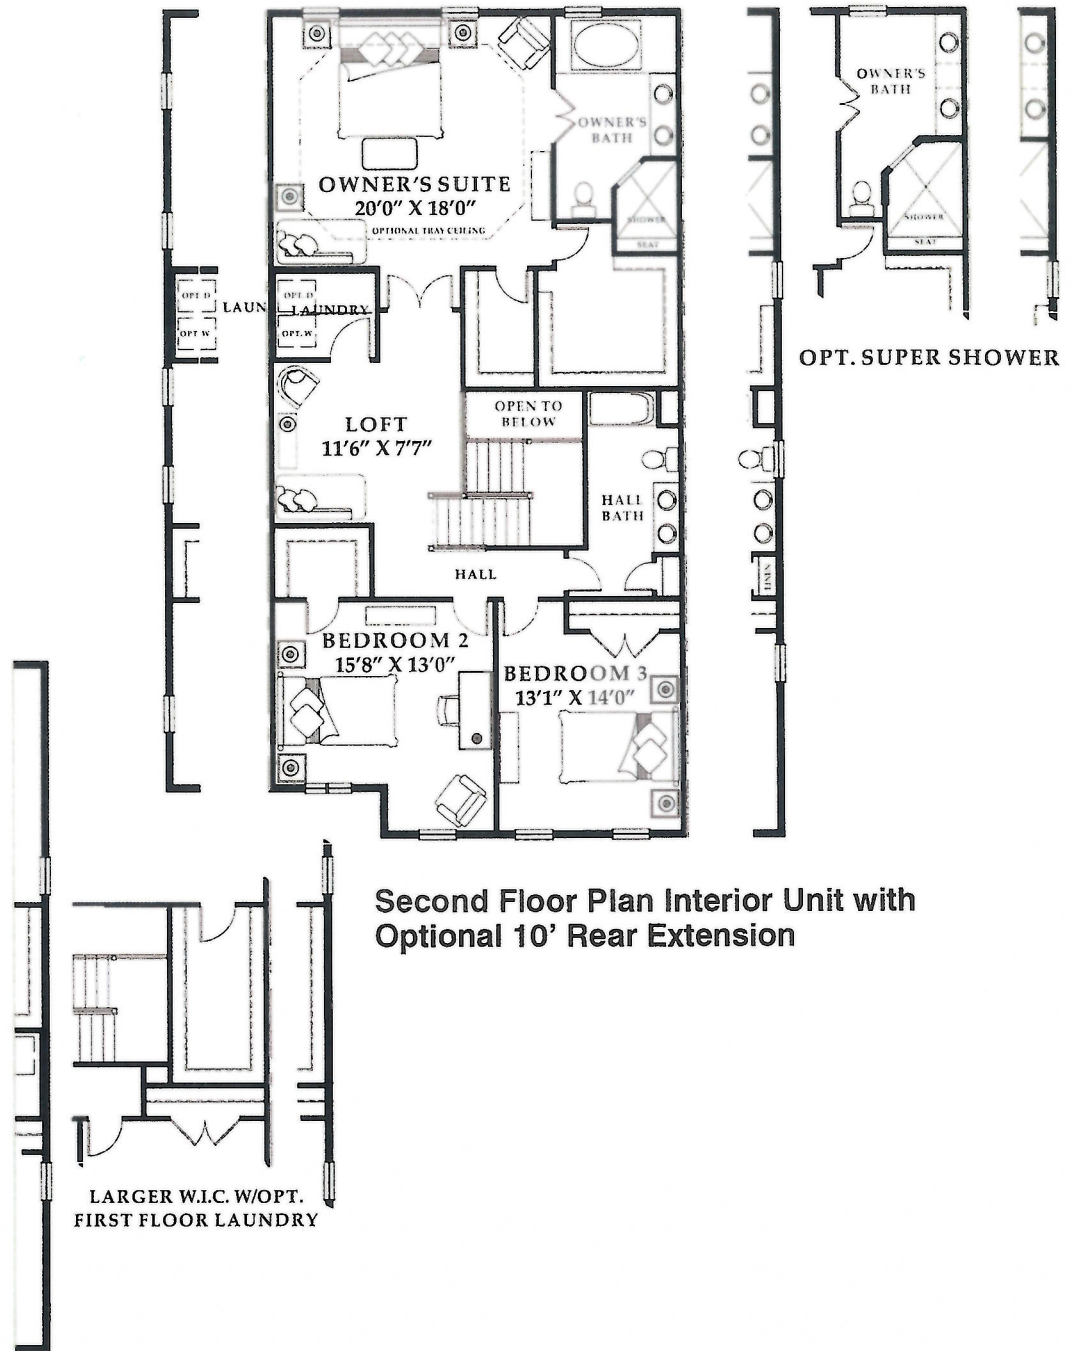 OWNER'S SUITE
20'0" X 18'0"
OPTIONAL TRAY CEILING
OWNER'S
BATH
SHOWER
SEAT
OWNER'S
BATH
SHOWER
SEAT
OPT. SUPER SHOWER
OPT D
LAUN
OPT W
OPT. D
LAUNDRY
OPT. W
LOFT
11'6" X 7'7"
OPEN TO
BELOW
HALL
BATH
HALL
LINEN
BEDROOM 2
15'8" X 13'0"
BEDROOM 3
13'1" X 14'0"
Second Floor Plan Interior Unit with
Optional 10' Rear Extension
LARGER W.I.C. W/OPT.
FIRST FLOOR LAUNDRY